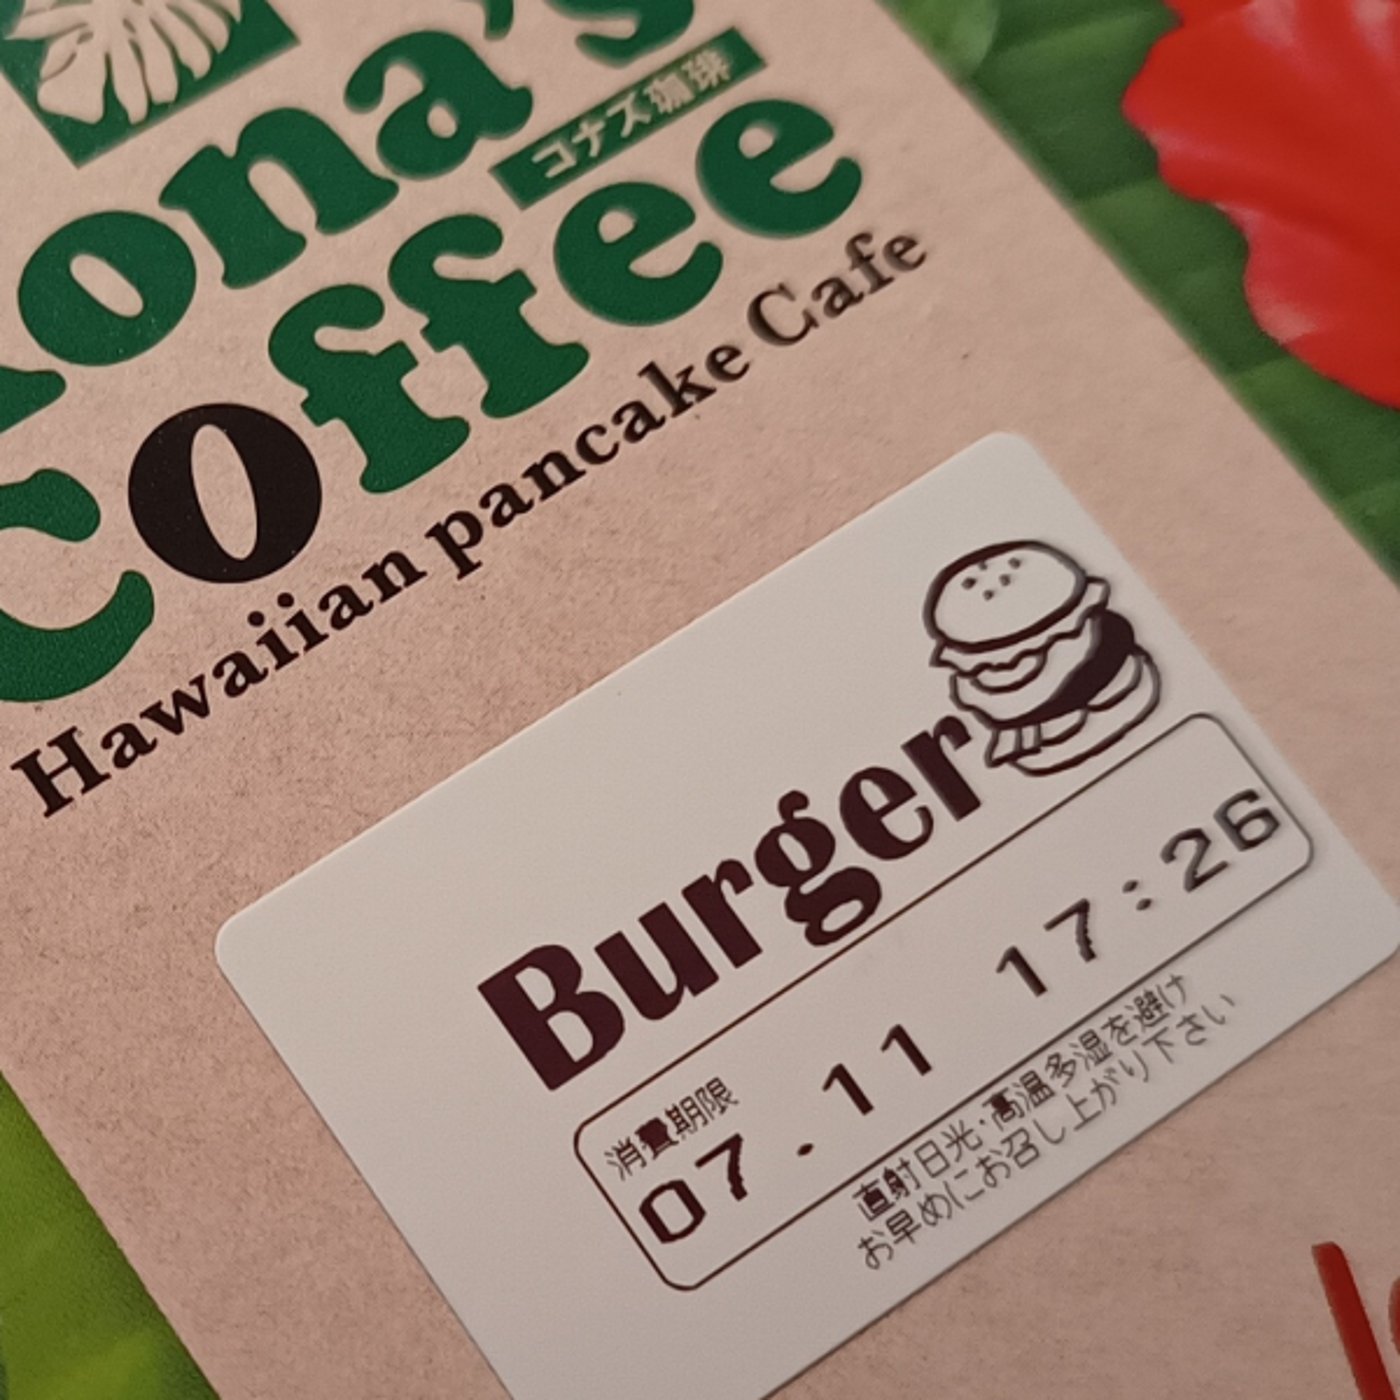 Kona's
コナズ珈琲
Coffee
Hawaiian pancake Cafe
Burger
消費期限
07.11 17:26
直射日光・高温多湿を避け
お早めにお召し上がり下さい